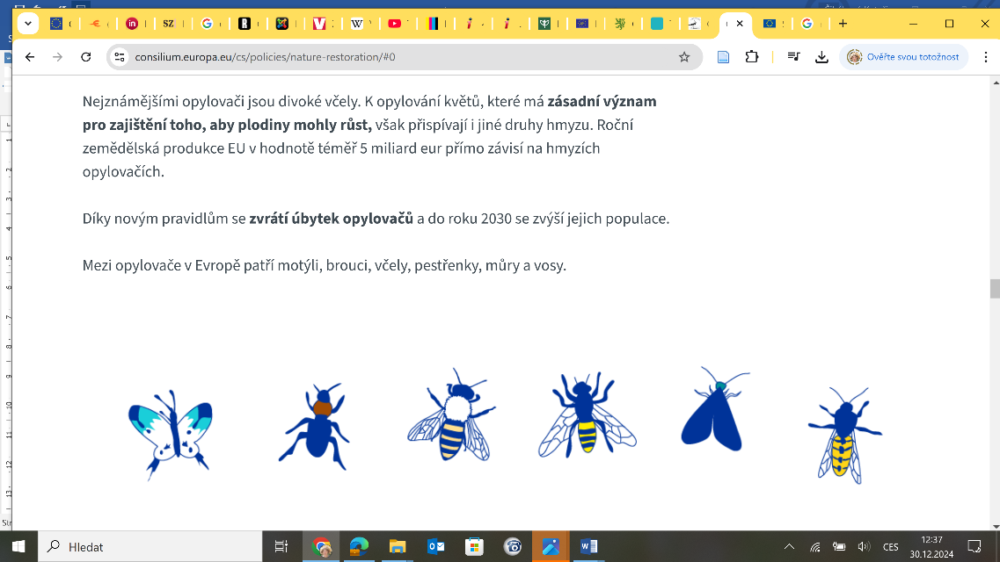 consilium.europa.eu/cs/policies/nature-restoration/#0
Ověřte svou totožnost
Nejznámějšími opylovači jsou divoké včely. K opylování květů, které má zásadní význam
pro zajištění toho, aby plodiny mohly růst, však přispívají i jiné druhy hmyzu. Roční
zemědělská produkce EU v hodnotě téměř 5 miliard eur přímo závisí na hmyzích
opylovačích.
Díky novým pravidlům se zvrátí úbytek opylovačů a do roku 2030 se zvýší jejich populace.
Mezi opylovače v Evropě patří motýli, brouci, včely, pestřenky, můry a vosy.
Hledat
CES
12:37
30.12.2024